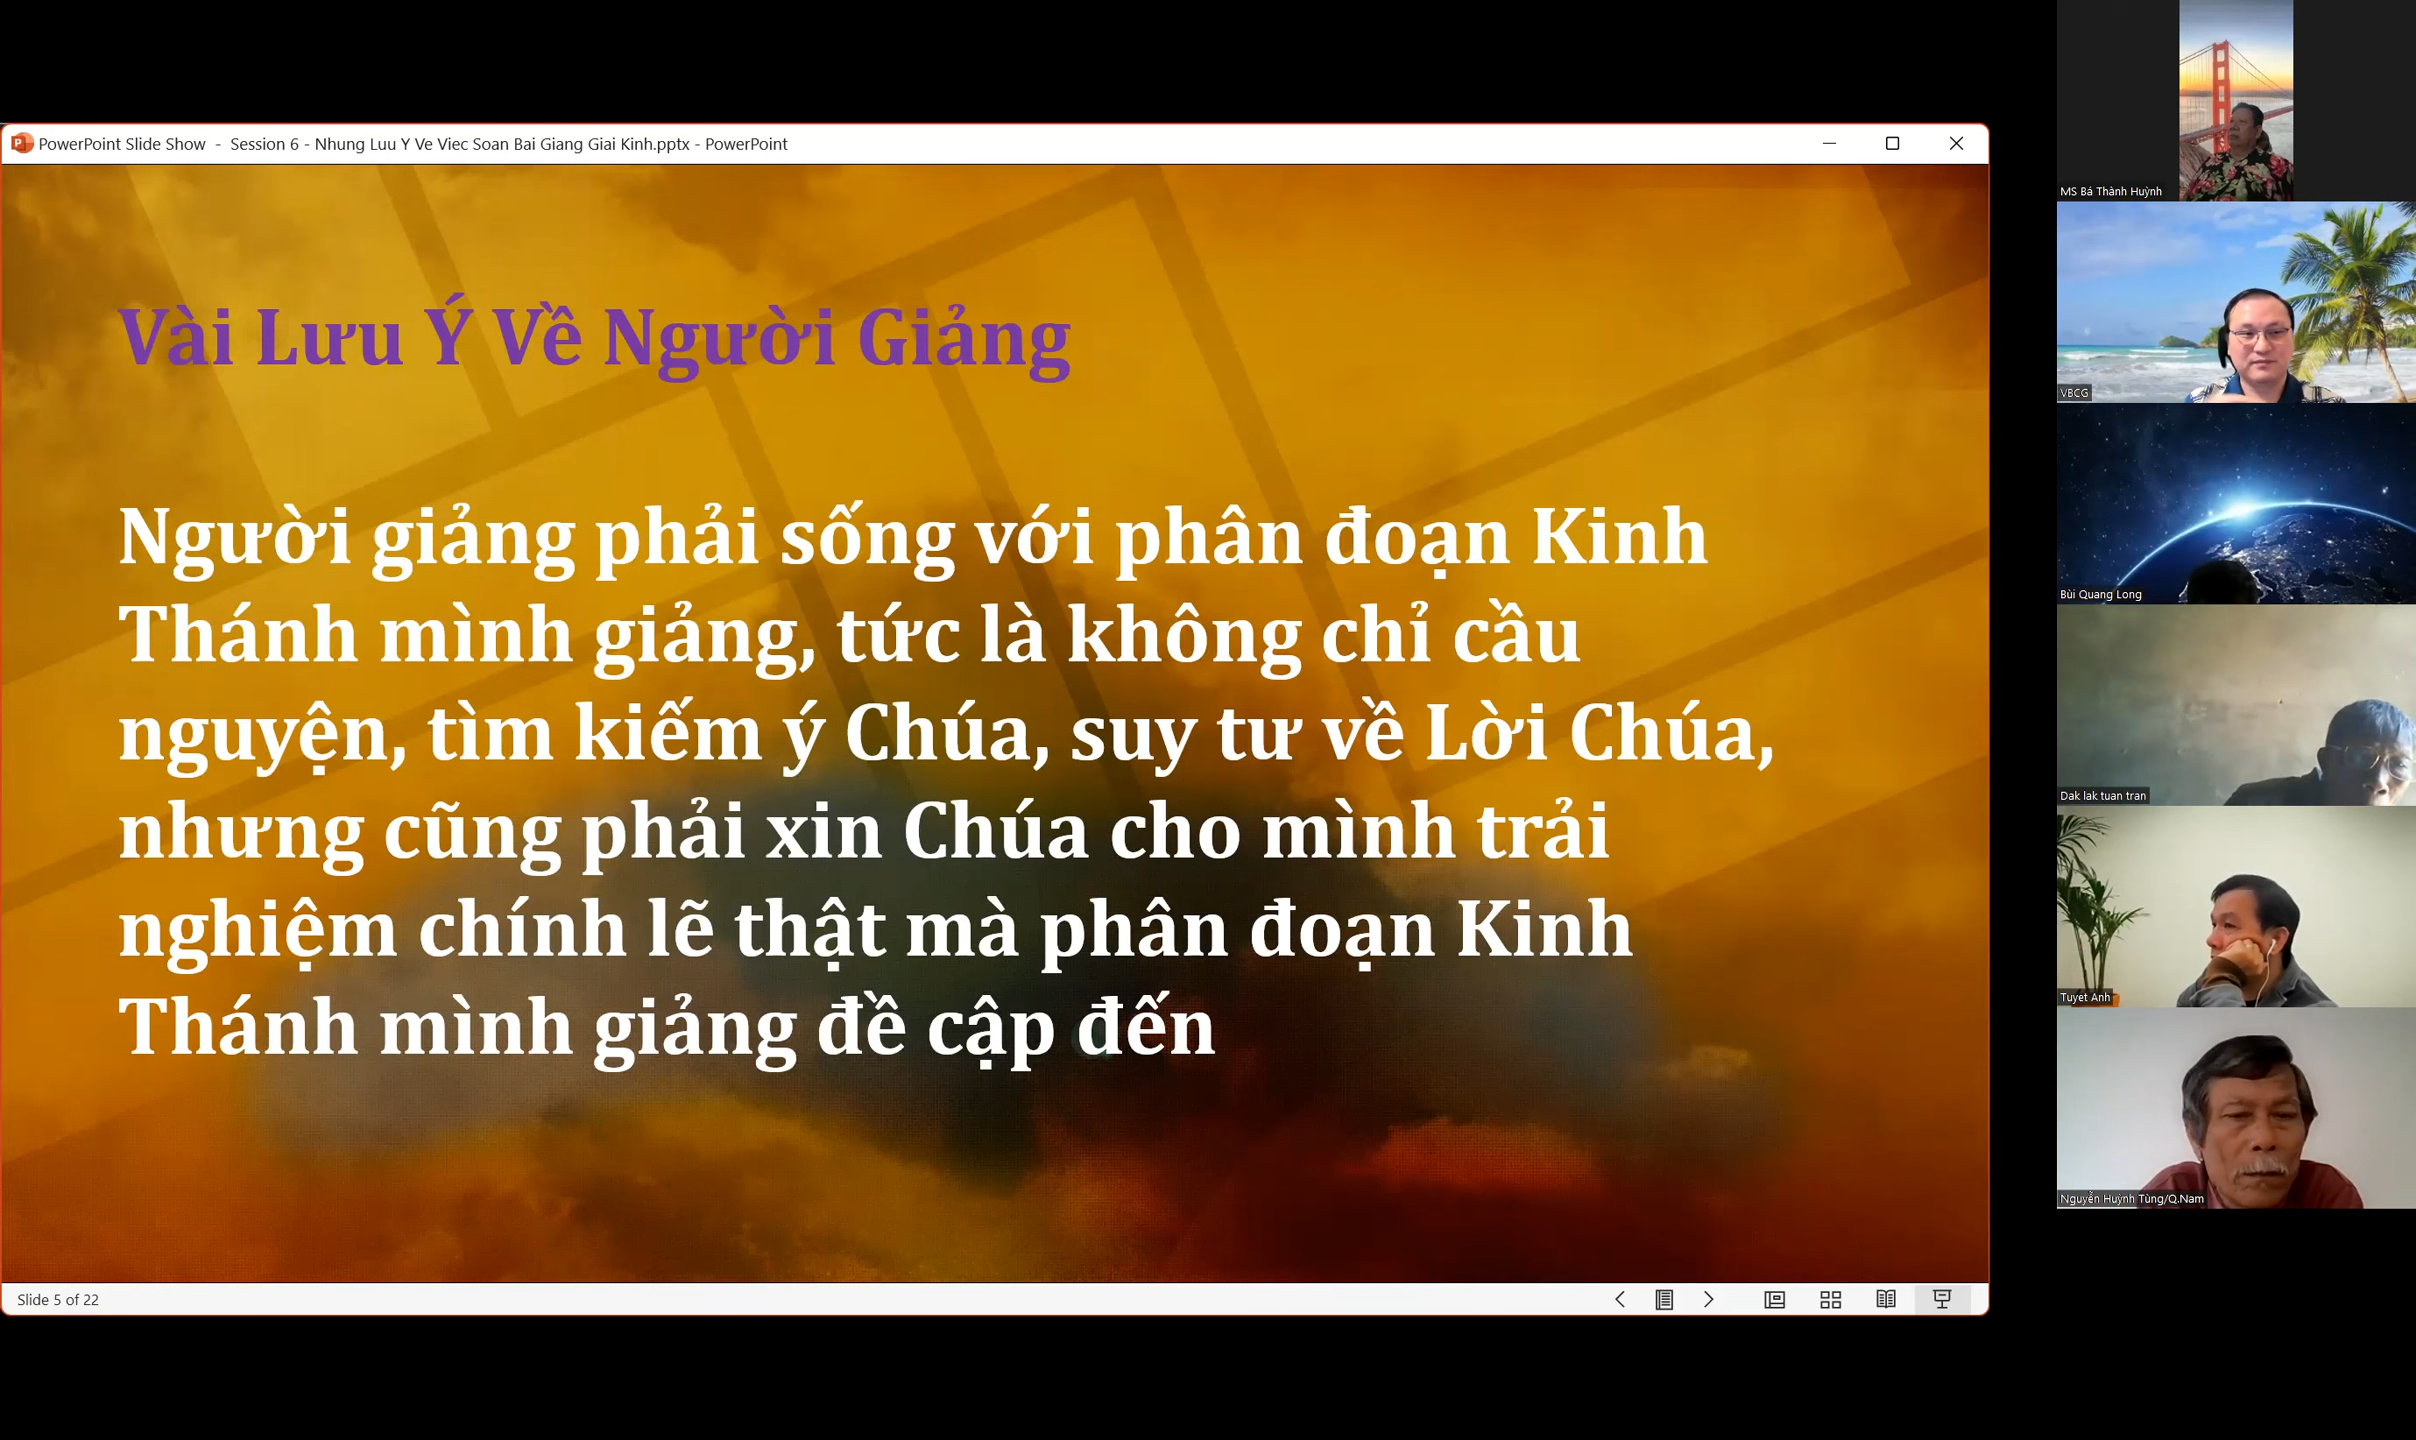 PowerPoint Slide Show - Session 6 - Nhung Luu Y Ve Viec Soan Bai Giang Giai Kinh.pptx - PowerPoint
Vài Lưu Ý Về Người Giảng
Người giảng phải sống với phân đoạn Kinh
Thánh mình giảng, tức là không chỉ cầu
nguyện, tìm kiếm ý Chúa, suy tư về Lời Chúa,
nhưng cũng phải xin Chúa cho mình trải
nghiệm chính lẽ thật mà phân đoạn Kinh
Thánh mình giảng đề cập đến
Slide 5 of 22
MS Bá Thành Huỳnh
VBCG
Bùi Quang Long
Dak lak tuan tran
Tuyet Anh
Nguyễn Huỳnh Tùng/Q.Nam